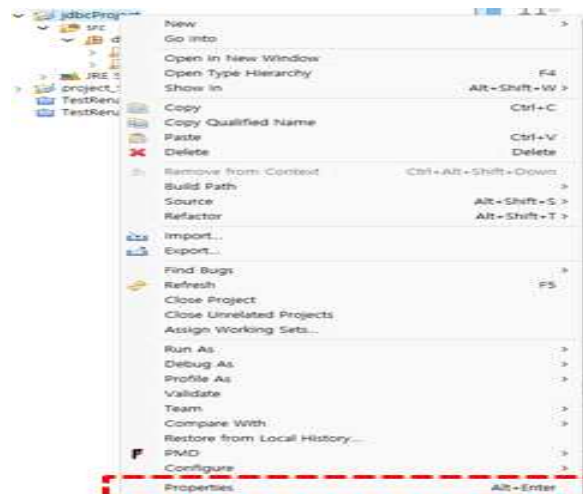 jdbcProject
src
JRE S
project_
TestRena
TestRena
New
Go Into
Open in New Window
Open Type Hierarchy F4
Show In Alt+Shift+W >
Copy Ctrl+C
Copy Qualified Name
Paste Ctrl+V
Delete Delete
Remove from Context Ctrl+Alt+Shift+Down
Build Path
Source Alt+Shift+S >
Refactor Alt+Shift+T >
Import...
Export...
Find Bugs
Refresh F5
Close Project
Close Unrelated Projects
Assign Working Sets...
Run As
Debug As
Profile As
Validate
Team
Compare With
Restore from Local History...
PMD
Configure
Properties Alt+Enter